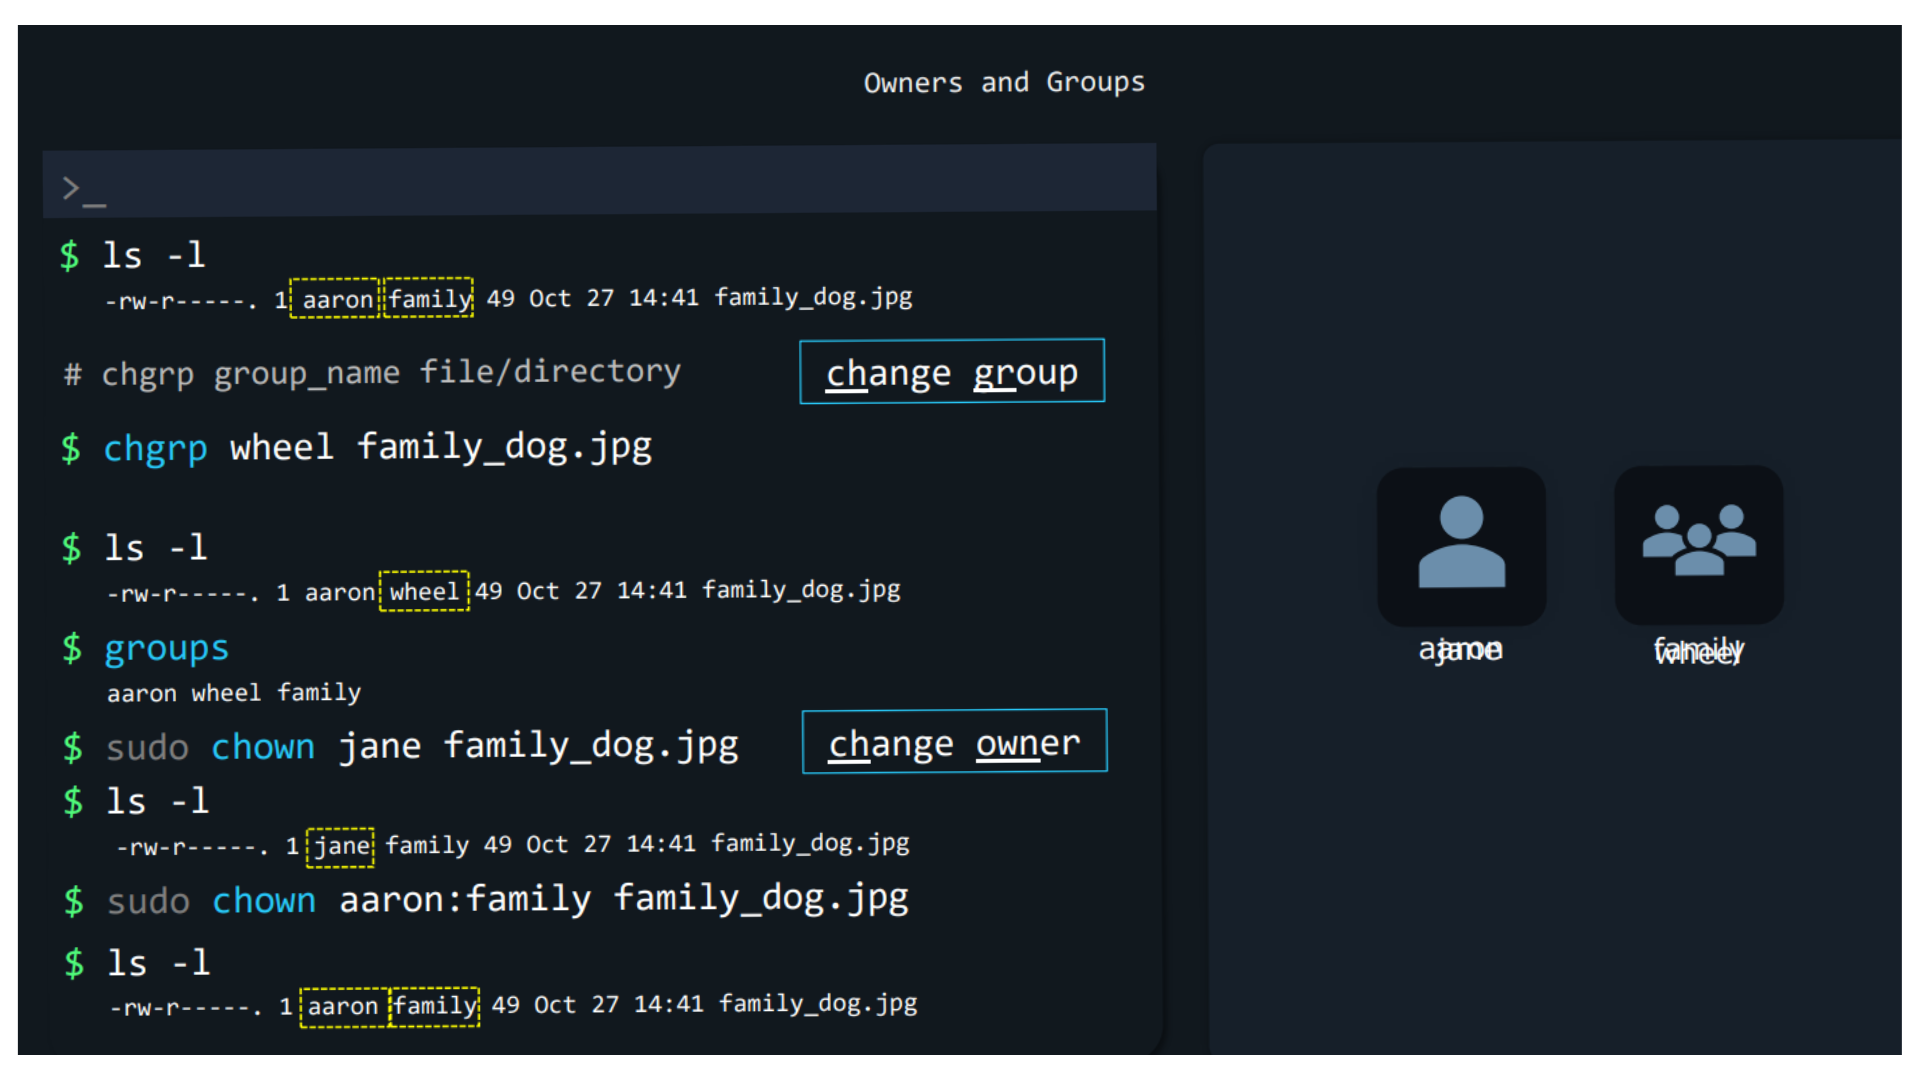 Owners and Groups
>_
$ ls -l
-rw-r-----. 1 aaron family 49 Oct 27 14:41 family_dog.jpg
# chgrp group_name file/directory
change group
$ chgrp wheel family_dog.jpg
$ ls -l
-rw-r-----. 1 aaron wheel 49 Oct 27 14:41 family_dog.jpg
$ groups
aaron wheel family
$ sudo chown jane family_dog.jpg
change owner
$ ls -l
-rw-r-----. 1 jane family 49 Oct 27 14:41 family_dog.jpg
$ sudo chown aaron:family family_dog.jpg
$ ls -l
-rw-r-----. 1 aaron family 49 Oct 27 14:41 family_dog.jpg
aaron
jane
family
wheel